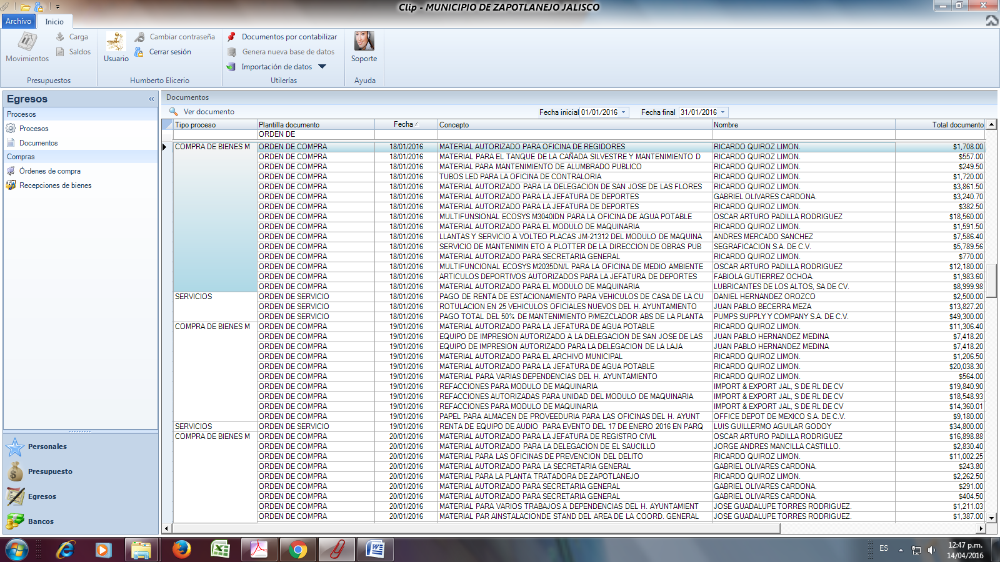 Clip - MUNICIPIO DE ZAPOTLANEJO JALISCO
Archivo Inicio
Movimientos
Carga
Saldos
Presupuestos
Usuario
Cambiar contraseña
Cerrar sesión
Humberto Elicerio
Documentos por contabilizar
Genera nueva base de datos
Importación de datos
Utilerías
Soporte
Ayuda
Egresos «
Procesos
Procesos
Documentos
Compras
Órdenes de compra
Recepciones de bienes
Personales
Presupuesto
Egresos
Bancos
Documentos
Ver documento Fecha inicial 01/01/2016 Fecha final 31/01/2016
Tipo proceso Plantilla documento Fecha / Concepto Nombre Total documento
ORDEN DE
COMPRA DE BIENES M ORDEN DE COMPRA 18/01/2016 MATERIAL AUTORIZADO PARA OFICINA DE REGIDORES RICARDO QUIROZ LIMON. $1,708.00
ORDEN DE COMPRA 18/01/2016 MATERIAL PARA EL TANQUE DE LA CAÑADA SILVESTRE Y MANTENIMIENTO D RICARDO QUIROZ LIMON. $557.00
ORDEN DE COMPRA 18/01/2016 MATERIAL PARA MANTENIMIENTO DE ALUMBRADO PUBLICO RICARDO QUIROZ LIMON. $249.50
ORDEN DE COMPRA 18/01/2016 TUBOS LED PARA LA OFICINA DE CONTRALORIA RICARDO QUIROZ LIMON. $1,720.00
ORDEN DE COMPRA 18/01/2016 MATERIAL AUTORIZADO PARA LA DELEGACION DE SAN JOSE DE LAS FLORES RICARDO QUIROZ LIMON. $3,861.50
ORDEN DE COMPRA 18/01/2016 MATERIAL AUTORIZADO PARA LA JEFATURA DE DEPORTES GABRIEL OLIVARES CARDONA. $3,240.70
ORDEN DE COMPRA 18/01/2016 MATERIAL AUTORIZADO PARA LA JEFATURA DE DEPORTES RICARDO QUIROZ LIMON. $382.50
ORDEN DE COMPRA 18/01/2016 MULTIFUNSIONAL ECOSYS M3040IDN PARA LA OFICINA DE AGUA POTABLE OSCAR ARTURO PADILLA RODRIGUEZ $18,560.00
ORDEN DE COMPRA 18/01/2016 MATERIAL AUTORIZADO PARA EL MODULO DE MAQUINARIA RICARDO QUIROZ LIMON. $1,591.50
ORDEN DE COMPRA 18/01/2016 LLANTAS Y SERVICIO A VOLTEO PLACAS JM-21312 DEL MODULO DE MAQUINA ANDRES MERCADO SANCHEZ $7,586.40
ORDEN DE COMPRA 18/01/2016 SERVICIO DE MANTENIMIN ETO A PLOTTER DE LA DIRECCION DE OBRAS PUB SEGRAFICACION S.A. DE C.V. $5,789.56
ORDEN DE COMPRA 18/01/2016 MATERIAL AUTORIZADO PARA SECRETARIA GENERAL RICARDO QUIROZ LIMON. $770.00
ORDEN DE COMPRA 18/01/2016 MULTIFUNCIONAL ECOSYS M2035DN/L PARA LA OFICINA DE MEDIO AMBIENTE OSCAR ARTURO PADILLA RODRIGUEZ $12,180.00
ORDEN DE COMPRA 18/01/2016 ARTICULOS DEPORTIVOS AUTORIZADOS PARA LA JEFATURA DE DEPORTES FABIOLA GUTIERREZ OCHOA. $1,983.60
ORDEN DE COMPRA 18/01/2016 MATERIAL AUTORIZADO PARA EL MODULO DE MAQUINARIA LUBRICANTES DE LOS ALTOS, SA DE CV. $8,999.98
SERVICIOS ORDEN DE SERVICIO 18/01/2016 PAGO DE RENTA DE ESTACIONAMIENTO PARA VEHICULOS DE CASA DE LA CU DANIEL HERNANDEZ OROZCO $2,500.00
ORDEN DE SERVICIO 18/01/2016 ROTULACION EN 25 VEHICULOS OFICIALES NUEVOS DEL H. AYUNTAMIENTO JUAN PABLO BECERRA MEZA $13,827.20
ORDEN DE SERVICIO 18/01/2016 PAGO TOTAL DEL 50% DE MANTENIMIENTO P/MEZCLADOR ABS DE LA PLANTA PUMPS SUPPLY Y COMPANY S.A. DE C.V. $49,300.00
COMPRA DE BIENES M ORDEN DE COMPRA 19/01/2016 MATERIAL AUTORIZADO PARA LA JEFATURA DE AGUA POTABLE RICARDO QUIROZ LIMON. $11,306.40
ORDEN DE COMPRA 19/01/2016 EQUIPO DE IMPRESION AUTORIZADO A LA DELEGACION DE SAN JOSE DE LAS JUAN PABLO HERNANDEZ MEDINA $7,418.20
ORDEN DE COMPRA 19/01/2016 EQUIPO DE IMPRESION AUTORIZADO PARA LA DELEGACION DE LA LAJA JUAN PABLO HERNANDEZ MEDINA $7,418.20
ORDEN DE COMPRA 19/01/2016 MATERIAL AUTORIZADO PARA EL ARCHIVO MUNICIPAL RICARDO QUIROZ LIMON. $1,206.50
ORDEN DE COMPRA 19/01/2016 MATERIAL AUTORIZADO PARA LA JEFATURA DE AGUA POTABLE RICARDO QUIROZ LIMON. $20,038.30
ORDEN DE COMPRA 19/01/2016 MATERIAL PARA VARIAS DEPENDENCIAS DEL H. AYUNTAMIENTO RICARDO QUIROZ LIMON. $564.00
ORDEN DE COMPRA 19/01/2016 REFACCIONES PARA MODULO DE MAQUINARIA IMPORT & EXPORT JAL, S DE RL DE CV $19,840.90
ORDEN DE COMPRA 19/01/2016 REFACCIONES AUTORIZADAS PARA UNIDAD DEL MODULO DE MAQUINARIA IMPORT & EXPORT JAL, S DE RL DE CV $18,548.93
ORDEN DE COMPRA 19/01/2016 REFACCIONES PARA MODULO DE MAQUINARIA IMPORT & EXPORT JAL, S DE RL DE CV $14,360.01
ORDEN DE COMPRA 19/01/2016 PAPEL PARA ALMACEN DE PROVEEDURIA PARA LAS OFICINAS DEL H. AYUNT OFFICE DEPOT DE MEXICO S.A. DE C.V. $9,180.00
SERVICIOS ORDEN DE SERVICIO 19/01/2016 RENTA DE EQUIPO DE AUDIO PARA EVENTO DEL 17 DE ENERO 2016 EN PARQ LUIS GUILLERMO AGUILAR GODOY $34,800.00
COMPRA DE BIENES M ORDEN DE COMPRA 20/01/2016 MATERIAL AUTORIZADO PARA LA JEFATURA DE REGISTRO CIVIL OSCAR ARTURO PADILLA RODRIGUEZ $16,898.88
ORDEN DE COMPRA 20/01/2016 MATERIAL AUTORIZADO PARA LA DELEGACION DE EL SAUCILLO JORGE ANDRES MANCILLA CASTILLO. $2,830.40
ORDEN DE COMPRA 20/01/2016 MATERIAL PARA LAS OFICINAS DE PREVENCION DEL DELITO RICARDO QUIROZ LIMON. $11,002.25
ORDEN DE COMPRA 20/01/2016 MATERIAL AUTORIZADO PARA LA SECRETARIA GENERAL GABRIEL OLIVARES CARDONA. $243.80
ORDEN DE COMPRA 20/01/2016 MATERIAL PARA LA PLANTA TRATADORA DE ZAPOTLANEJO RICARDO QUIROZ LIMON. $2,262.50
ORDEN DE COMPRA 20/01/2016 MATERIAL AUTORIZADO PARA SECRETARIA GENERAL GABRIEL OLIVARES CARDONA. $291.00
ORDEN DE COMPRA 20/01/2016 MATERIAL AUTORIZADO PARA SECRETARIA GENERAL GABRIEL OLIVARES CARDONA. $404.50
ORDEN DE COMPRA 20/01/2016 MATERIAL PARA VARIOS TRABAJOS A DEPENDENCIAS DEL H. AYUNTAMIENT JOSE GUADALUPE TORRES RODRIGUEZ. $1,211.03
ORDEN DE COMPRA 20/01/2016 MATERIAL PAR AINSTALACIONDE STAND DEL AREA DE LA COORD. GENERAL JOSE GUADALUPE TORRES RODRIGUEZ. $1,387.00
ES 12:47 p.m.
14/04/2016